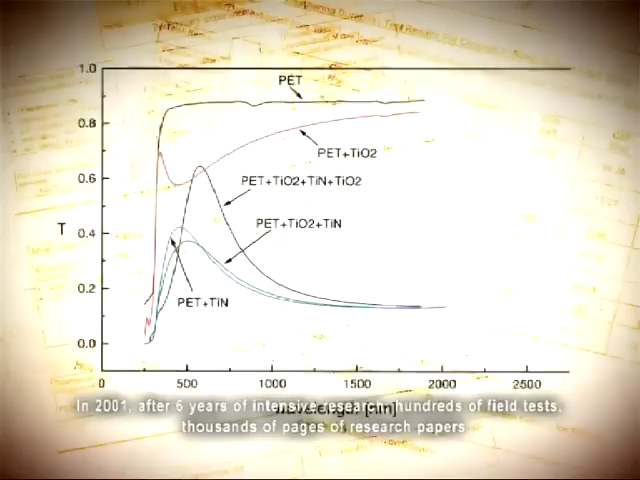 1.0
PET
0.8
PET+TiO2
0.6
PET+TiO2+TiN+TiO2
T
0.4
PET+TiO2+TiN
0.2
PET+TiN
0.0
0 500 1000 1500 2000 2500
wavelength [nm]
In 2001, after 6 years of intensive research, hundreds of field tests,
thousands of pages of research papers